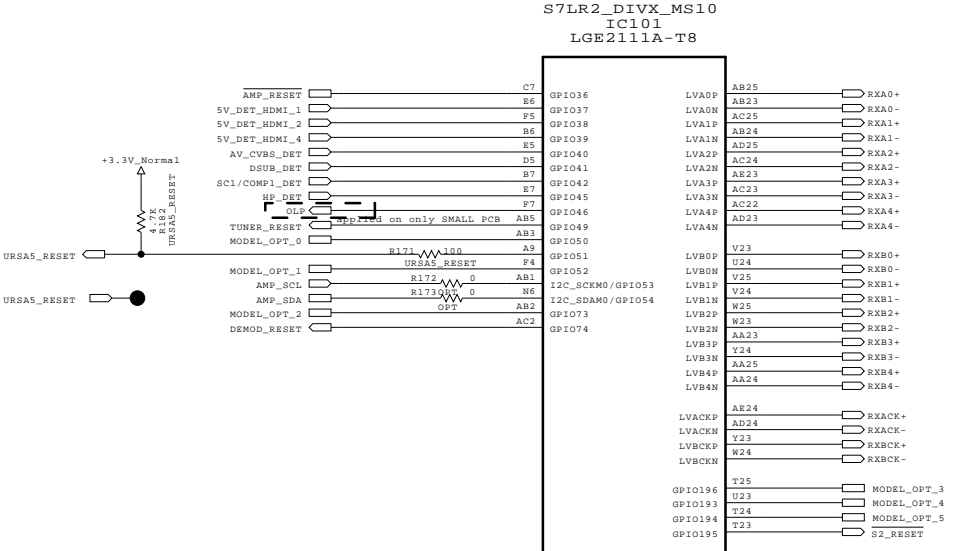 S7LR2_DIVX_MS10
IC101
LGE2111A-T8
AMP_RESET C7 GPIO36
5V_DET_HDMI_1 E6 GPIO37
5V_DET_HDMI_2 F5 GPIO38
5V_DET_HDMI_4 B6 GPIO39
AV_CVBS_DET E5 GPIO40
DSUB_DET D5 GPIO41
SC1/COMP1_DET B7 GPIO42
HP_DET E7 GPIO45
OLP F7 GPIO46
applied on only SMALL PCB
TUNER_RESET AB5 GPIO49
MODEL_OPT_0 AB3 GPIO50
+3.3V_Normal
4.7K
R182
URSA5_RESET
URSA5_RESET R171 100 A9 GPIO51
URSA5_RESET
MODEL_OPT_1 F4 GPIO52
AMP_SCL R172 0 AB1 I2C_SCKM0/GPIO53
OPT
AMP_SDA R173 0 N6 I2C_SDAM0/GPIO54
OPT
URSA5_RESET
MODEL_OPT_2 AB2 GPIO73
DEMOD_RESET AC2 GPIO74
LVA0P AB25 RXA0+
LVA0N AB23 RXA0-
LVA1P AC25 RXA1+
LVA1N AB24 RXA1-
LVA2P AD25 RXA2+
LVA2N AC24 RXA2-
LVA3P AE23 RXA3+
LVA3N AC23 RXA3-
LVA4P AC22 RXA4+
LVA4N AD23 RXA4-
LVB0P V23 RXB0+
LVB0N U24 RXB0-
LVB1P V25 RXB1+
LVB1N V24 RXB1-
LVB2P W25 RXB2+
LVB2N W23 RXB2-
LVB3P AA23 RXB3+
LVB3N Y24 RXB3-
LVB4P AA25 RXB4+
LVB4N AA24 RXB4-
LVACKP AE24 RXACK+
LVACKN AD24 RXACK-
LVBCKP Y23 RXBCK+
LVBCKN W24 RXBCK-
GPIO196 T25 MODEL_OPT_3
GPIO193 U23 MODEL_OPT_4
GPIO194 T24 MODEL_OPT_5
GPIO195 T23 S2_RESET